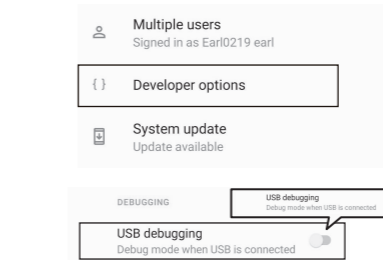 Multiple users
Signed in as Earl0219 earl
{ } Developer options
System update
Update available
DEBUGGING
USB debugging
Debug mode when USB is connected
USB debugging
Debug mode when USB is connected